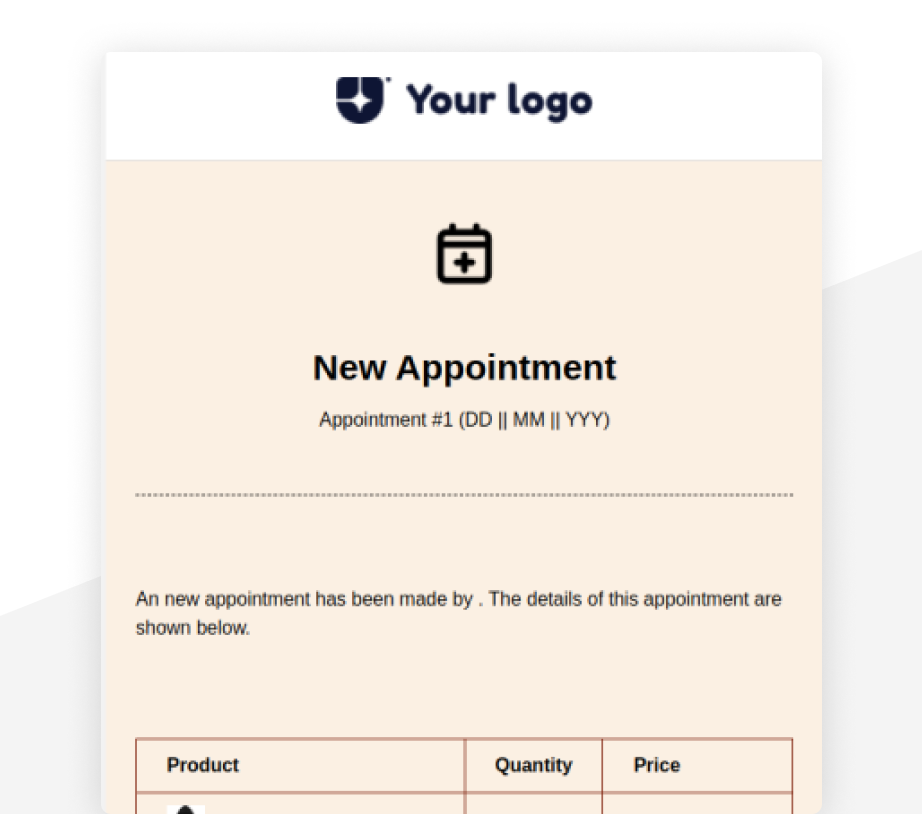 Your logo
New Appointment
Appointment #1 (DD || MM || YYY)
An new appointment has been made by . The details of this appointment are
shown below.
Product Quantity Price